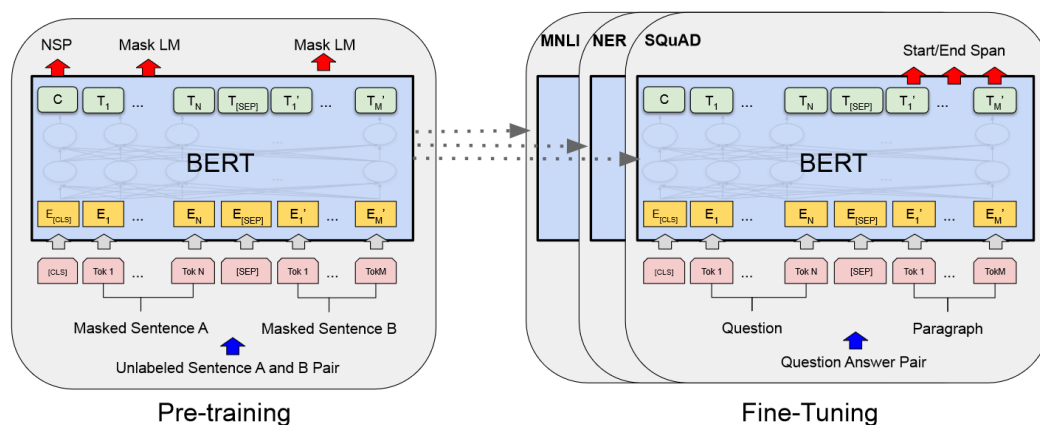 NSP Mask LM Mask LM
C T1 ... TN T[SEP] T1' ... TM'
...
BERT
E[CLS] E1 ... EN E[SEP] E1' ... EM'
[CLS] Tok 1 ... Tok N [SEP] Tok 1 ... TokM
Masked Sentence A Masked Sentence B
Unlabeled Sentence A and B Pair
Pre-training
MNLI NER SQuAD
Start/End Span
C T1 ... TN T[SEP] T1' ... TM'
...
BERT
E[CLS] E1 ... EN E[SEP] E1' ... EM'
[CLS] Tok 1 ... Tok N [SEP] Tok 1 ... TokM
Question Paragraph
Question Answer Pair
Fine-Tuning